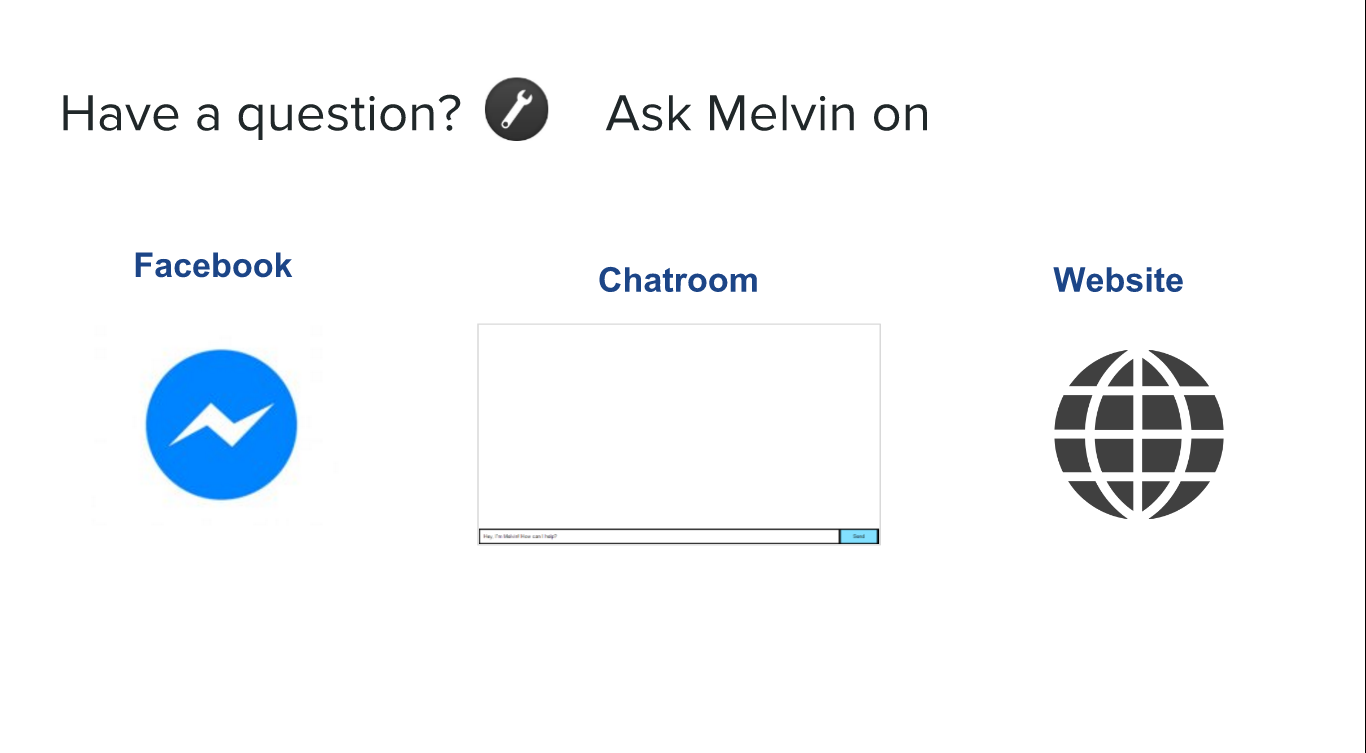 Have a question? Ask Melvin on
Facebook
Chatroom
Website
Hey, I'm Melvin! How can I help?
Send